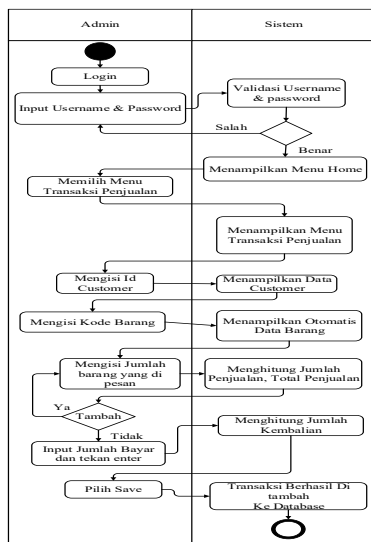 Admin
Sistem
Login
Input Username & Password
Validasi Username
& password
Salah
Benar
Menampilkan Menu Home
Memilih Menu
Transaksi Penjualan
Menampilkan Menu
Transaksi Penjualan
Mengisi Id
Customer
Menampilkan Data
Customer
Mengisi Kode Barang
Menampilkan Otomatis
Data Barang
Mengisi Jumlah
barang yang di
pesan
Menghitung Jumlah
Penjualan, Total Penjualan
Ya
Tambah
Tidak
Input Jumlah Bayar
dan tekan enter
Menghitung Jumlah
Kembalian
Pilih Save
Transaksi Berhasil Di
tambah
Ke Database